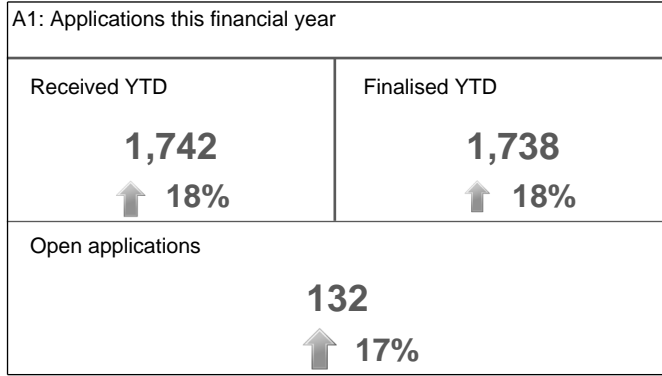 A1: Applications this financial year
Received YTD
1,742
18%
Finalised YTD
1,738
18%
Open applications
132
17%